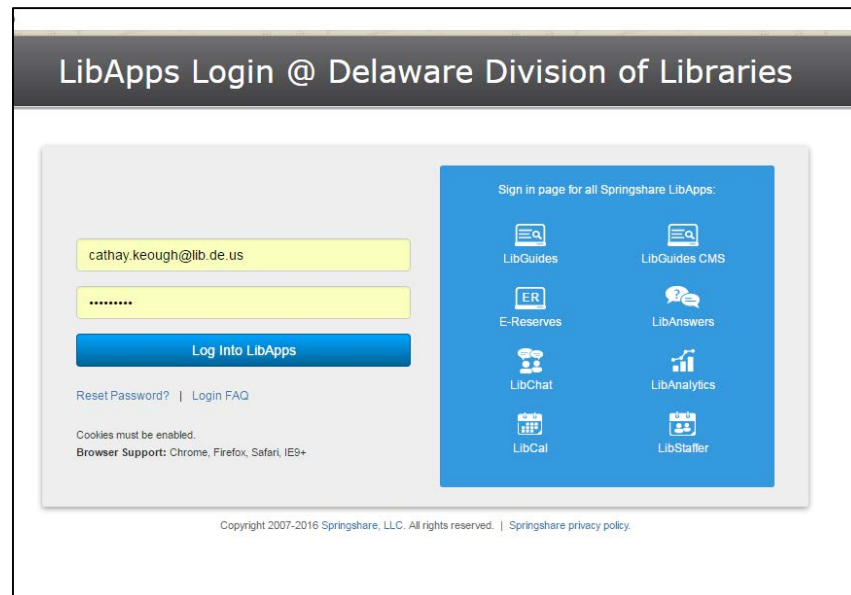 LibApps Login @ Delaware Division of Libraries
cathay.keough@lib.de.us
•••••••••
Log Into LibApps
Reset Password? | Login FAQ
Cookies must be enabled.
Browser Support: Chrome, Firefox, Safari, IE9+
Sign in page for all Springshare LibApps:
LibGuides LibGuides CMS
ER
E-Reserves LibAnswers
LibChat LibAnalytics
LibCal LibStaffer
Copyright 2007-2016 Springshare, LLC. All rights reserved. | Springshare privacy policy.